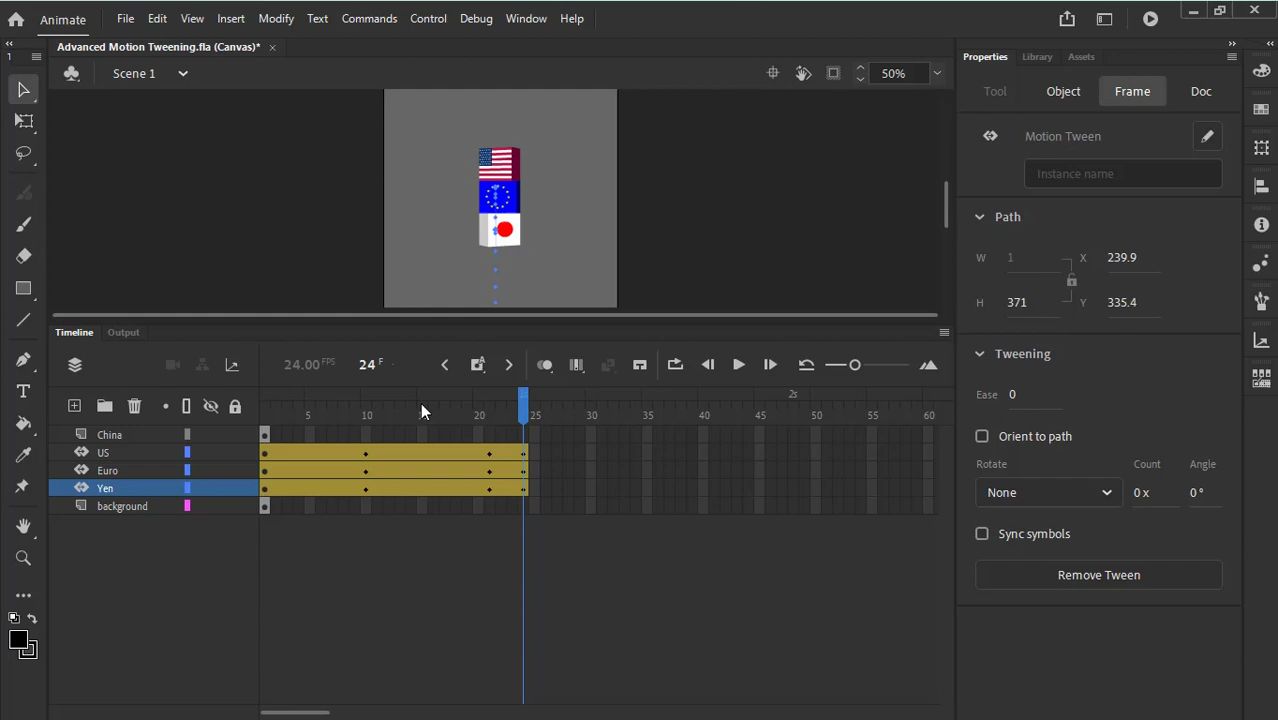 Animate File Edit View Insert Modify Text Commands Control Debug Window Help
Advanced Motion Tweening.fla (Canvas)*
Properties Library Assets
1
Scene 1
50%
Tool Object Frame Doc
Motion Tween
Instance name
Path
W 1 X 239.9
H 371 Y 335.4
Timeline Output
Tweening
24.00 FPS 24 F
Ease 0
2s
5 10 20 25 30 35 40 45 50 55 60
China
US
Euro
Yen
background
Orient to path
Rotate Count Angle
None 0 x 0 °
Sync symbols
Remove Tween